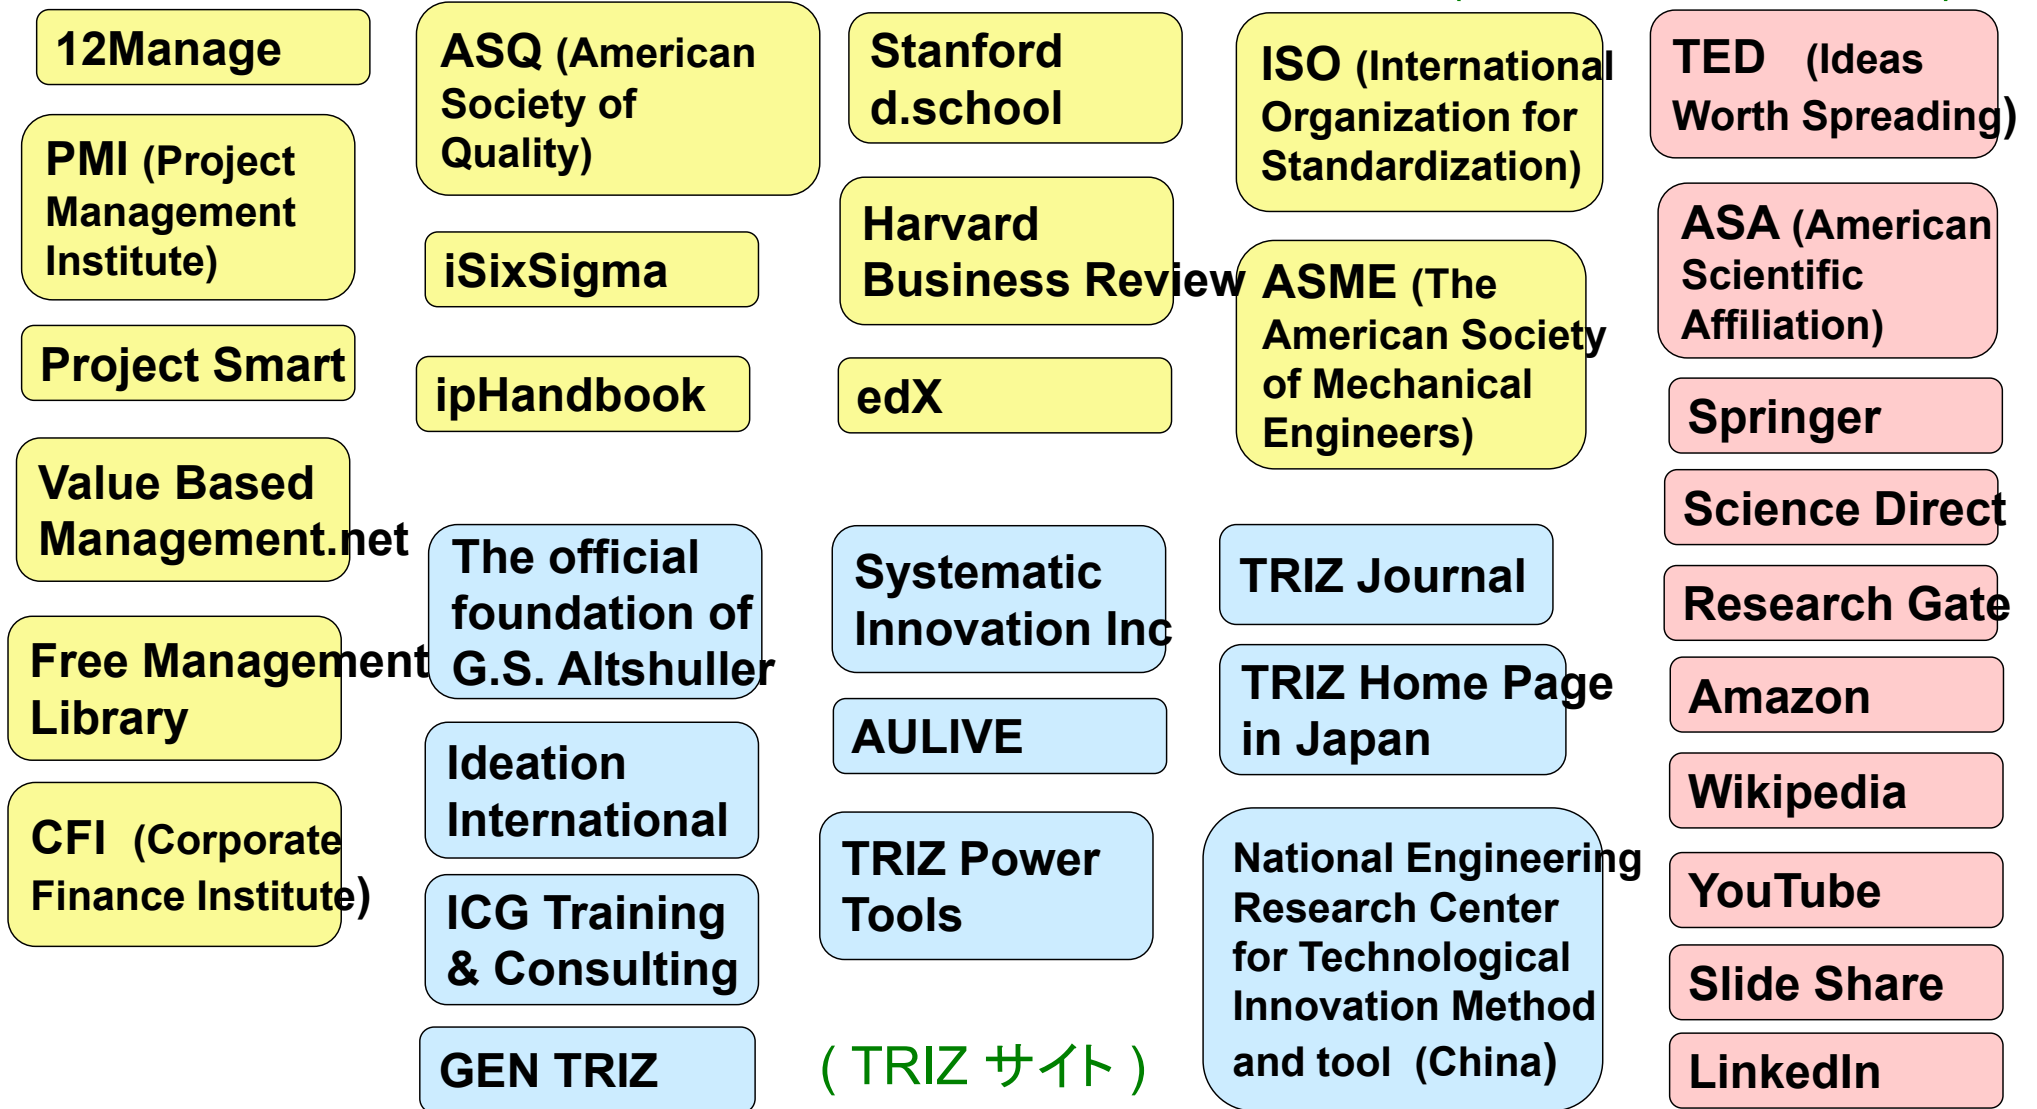 12Manage
PMI (Project
Management
Institute)
Project Smart
Value Based
Management.net
Free Management
Library
CFI (Corporate
Finance Institute)
ASQ (American
Society of
Quality)
iSixSigma
ipHandbook
Stanford
d.school
Harvard
Business Review
edX
ISO (International
Organization for
Standardization)
ASME (The
American Society
of Mechanical
Engineers)
The official
foundation of
G.S. Altshuller
Ideation
International
ICG Training
& Consulting
GEN TRIZ
Systematic
Innovation Inc
AULIVE
TRIZ Power
Tools
( TRIZ サイト )
TRIZ Journal
TRIZ Home Page
in Japan
National Engineering
Research Center
for Technological
Innovation Method
and tool (China)
TED (Ideas
Worth Spreading)
ASA (American
Scientific
Affiliation)
Springer
Science Direct
Research Gate
Amazon
Wikipedia
YouTube
Slide Share
LinkedIn